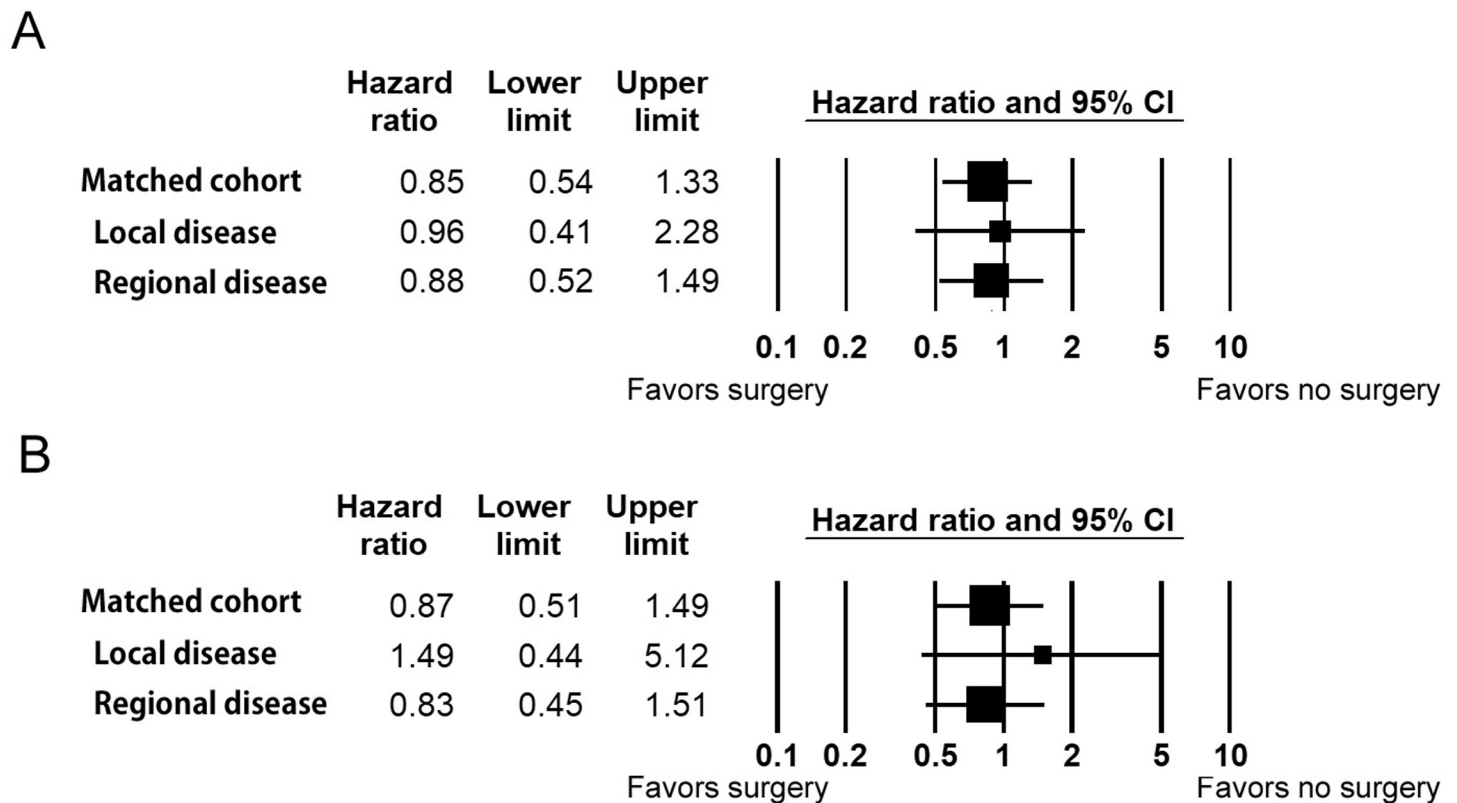 A
Hazard ratio Lower limit Upper limit Hazard ratio and 95% CI
Matched cohort 0.85 0.54 1.33
Local disease 0.96 0.41 2.28
Regional disease 0.88 0.52 1.49
0.1 0.2 0.5 1 2 5 10
Favors surgery Favors no surgery
B
Hazard ratio Lower limit Upper limit Hazard ratio and 95% CI
Matched cohort 0.87 0.51 1.49
Local disease 1.49 0.44 5.12
Regional disease 0.83 0.45 1.51
0.1 0.2 0.5 1 2 5 10
Favors surgery Favors no surgery